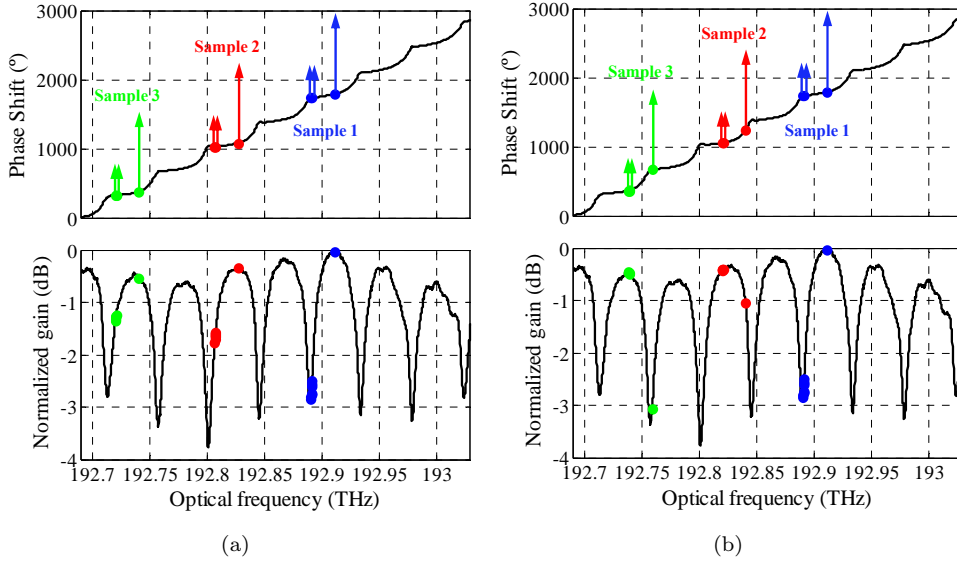 3000
2000
1000
0
Phase Shift (º)
Sample 3
Sample 2
Sample 1
0
-1
-2
-3
-4
Normalized gain (dB)
192.7 192.75 192.8 192.85 192.9 192.95 193
Optical frequency (THz)
(a)
3000
2000
1000
0
Phase Shift (º)
Sample 3
Sample 2
Sample 1
0
-1
-2
-3
-4
Normalized gain (dB)
192.7 192.75 192.8 192.85 192.9 192.95 193
Optical frequency (THz)
(b)